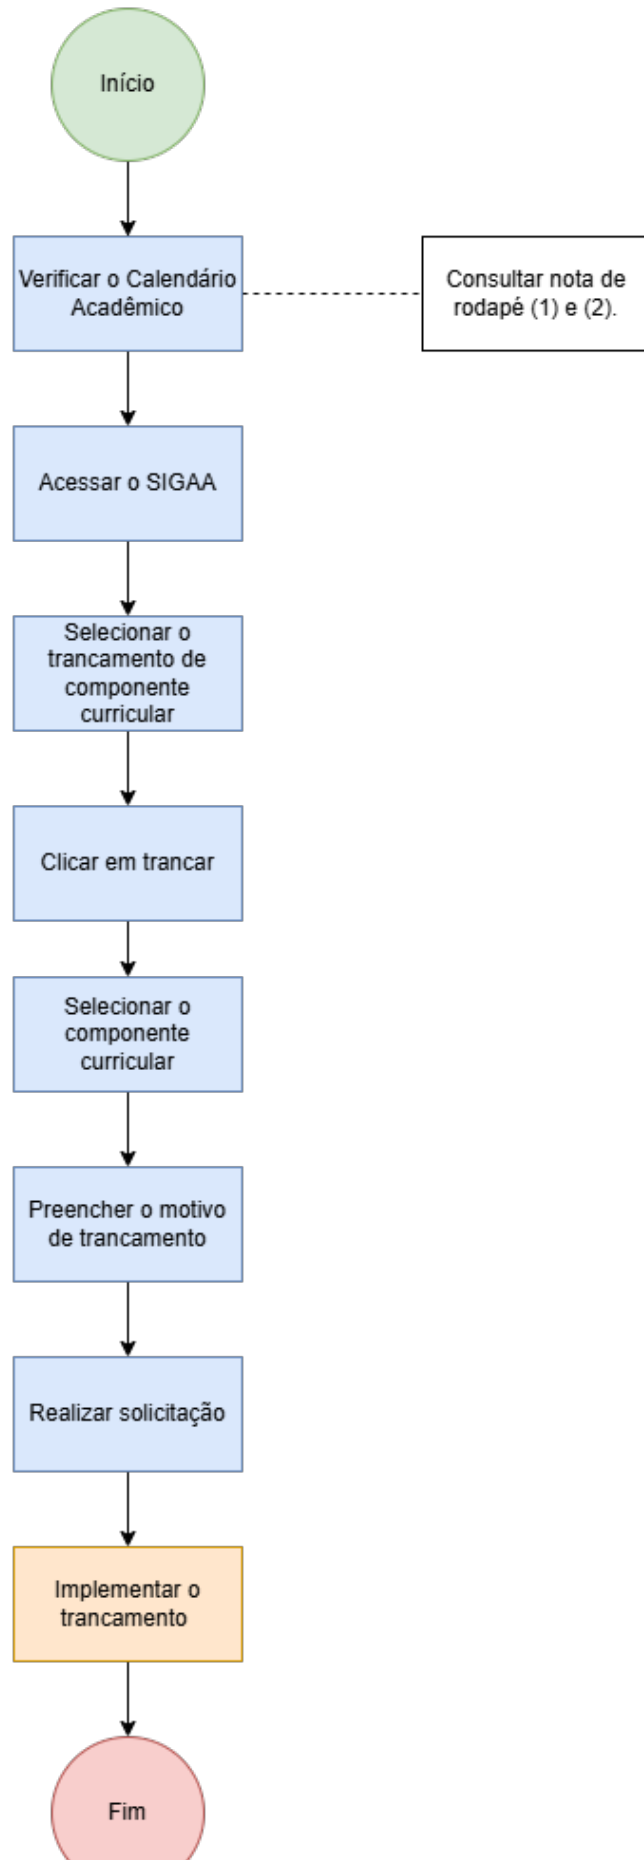 Início
Verificar o Calendário
Acadêmico
Consultar nota de
rodapé (1) e (2).
Acessar o SIGAA
Selecionar o
trancamento de
componente
curricular
Clicar em trancar
Selecionar o
componente
curricular
Preencher o motivo
de trancamento
Realizar solicitação
Implementar o
trancamento
Fim